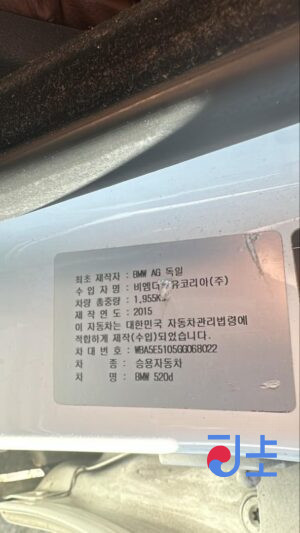 최초 제작자 : BMW AG 독일
수 입 자 명 : 비엠더블유코리아(주)
차량 총중량 : 1,955KG
제 작 연 도 : 2015
이 자동차는 대한민국 자동차관리법령에
적합하게 제작(수입)되었습니다.
차 대 번 호 : WBA5E5105GG068022
차 종 : 승용자동차
차 명 : BMW 520d